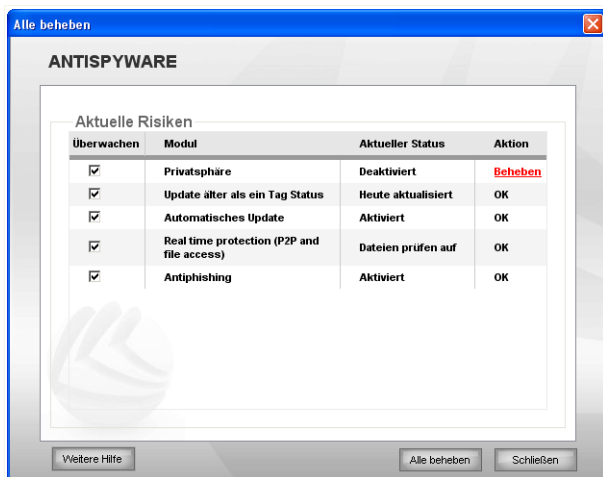 Alle beheben
ANTISPYWARE
Aktuelle Risiken
Überwachen Modul Aktueller Status Aktion
Privatsphäre Deaktiviert Beheben
Update älter als ein Tag Status Heute aktualisiert OK
Automatisches Update Aktiviert OK
Real time protection (P2P and
file access) Dateien prüfen auf OK
Antiphishing Aktiviert OK
Weitere Hilfe Alle beheben Schließen